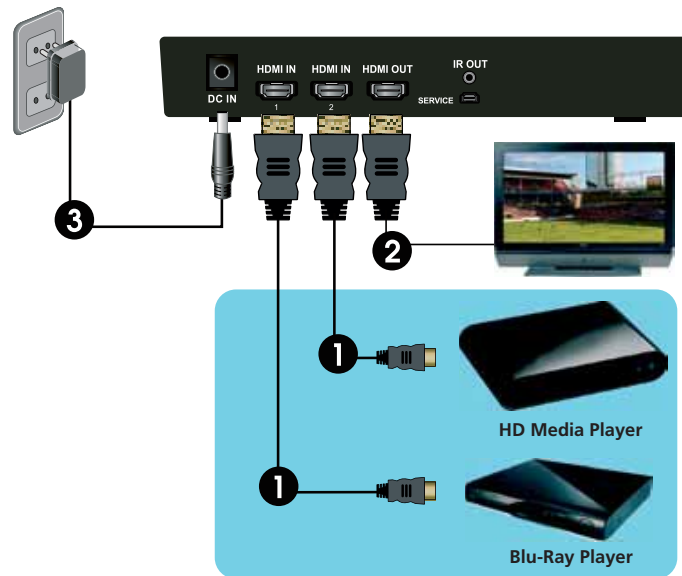 HDMI IN HDMI IN HDMI OUT IR OUT
DC IN 1 2 SERVICE
3
2
1
HD Media Player
1
Blu-Ray Player